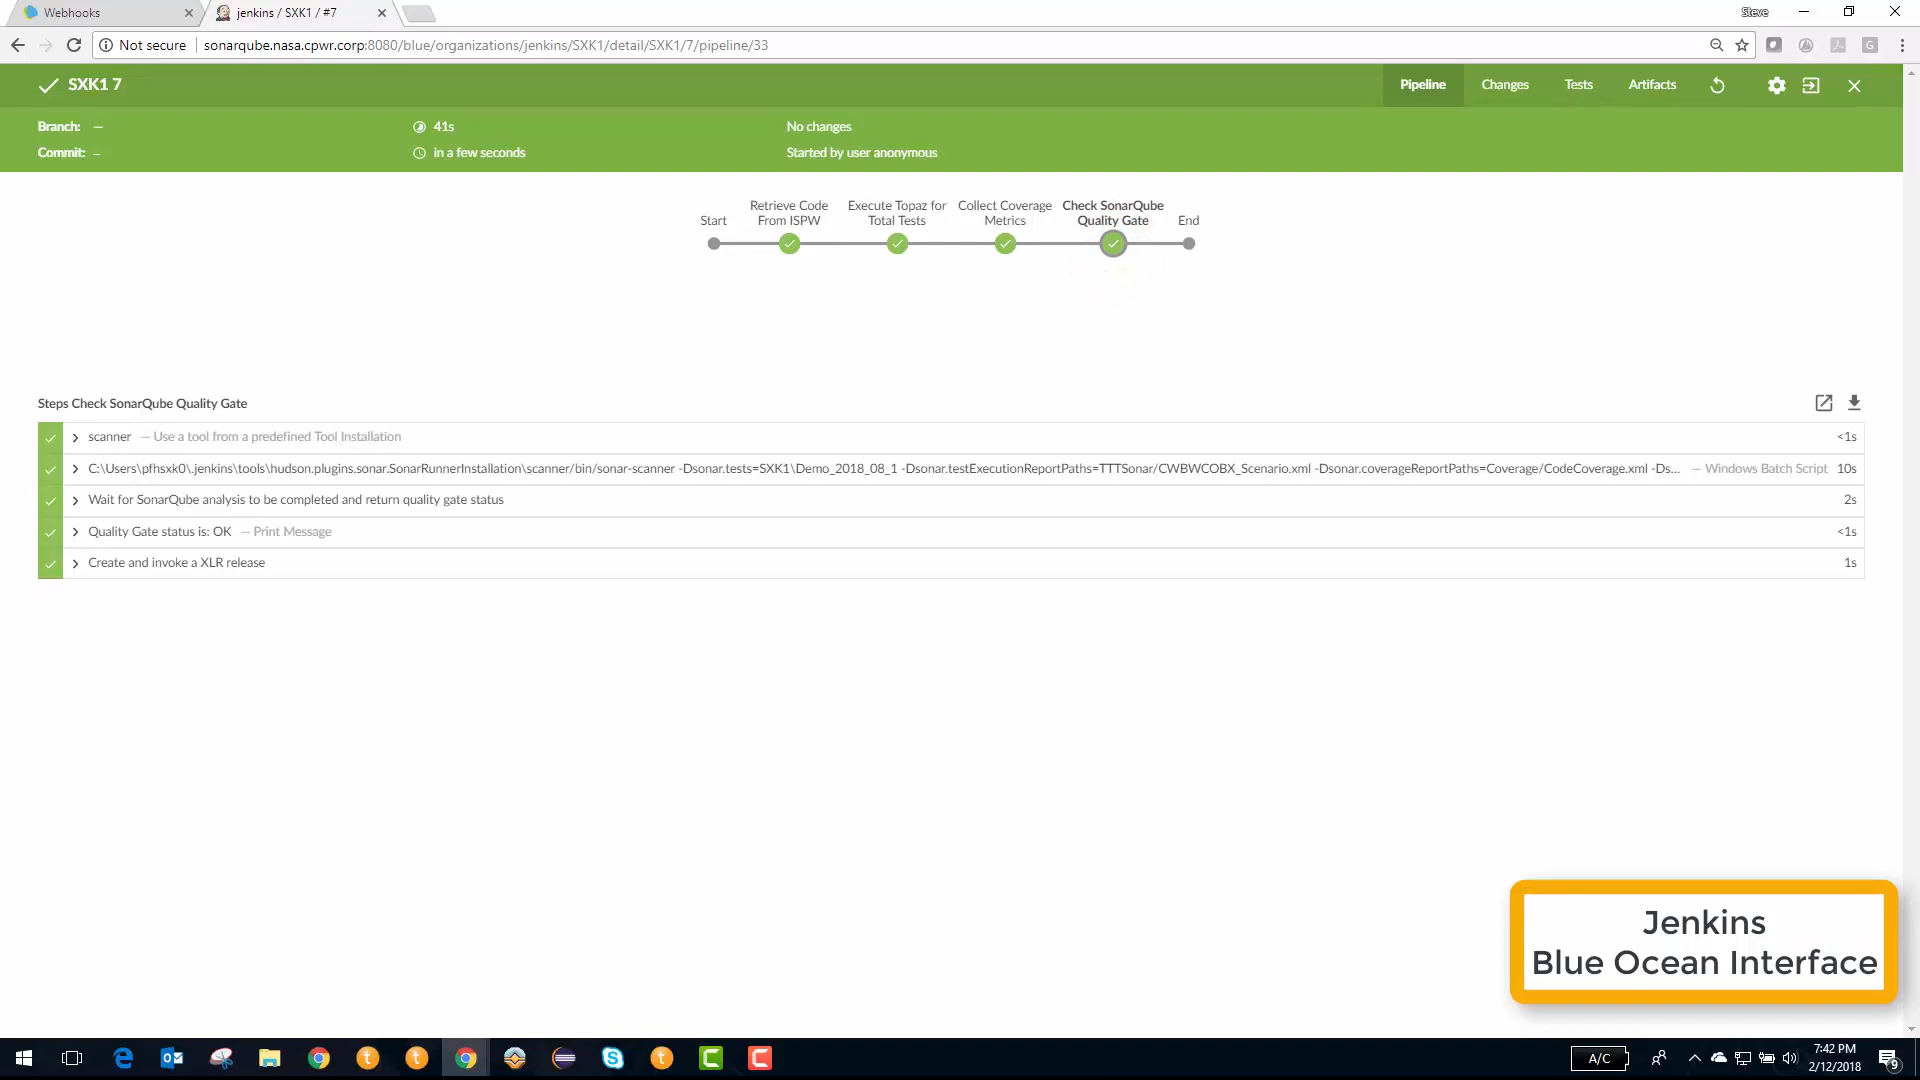 Webhooks
jenkins / SXK1 / #7
Steve
Not secure
sonarqube.nasa.cpwr.corp:8080/blue/organizations/jenkins/SXK1/detail/SXK1/7/pipeline/33
SXK1 7
Pipeline
Changes
Tests
Artifacts
Branch: —
41s
No changes
Commit: –
in a few seconds
Started by user anonymous
Start
Retrieve Code
From ISPW
Execute Topaz for
Total Tests
Collect Coverage
Metrics
Check SonarQube
Quality Gate
End
Steps Check SonarQube Quality Gate
scanner — Use a tool from a predefined Tool Installation <1s
C:\Users\pfhsxk0\.jenkins\tools\hudson.plugins.sonar.SonarRunnerInstallation\scanner/bin/sonar-scanner -Dsonar.tests=SXK1\Demo_2018_08_1 -Dsonar.testExecutionReportPaths=TTTSonar/CWBWCOBX_Scenario.xml -Dsonar.coverageReportPaths=Coverage/CodeCoverage.xml -Ds... — Windows Batch Script 10s
Wait for SonarQube analysis to be completed and return quality gate status 2s
Quality Gate status is: OK — Print Message <1s
Create and invoke a XLR release 1s
Jenkins
Blue Ocean Interface
A/C
7:42 PM
2/12/2018
9